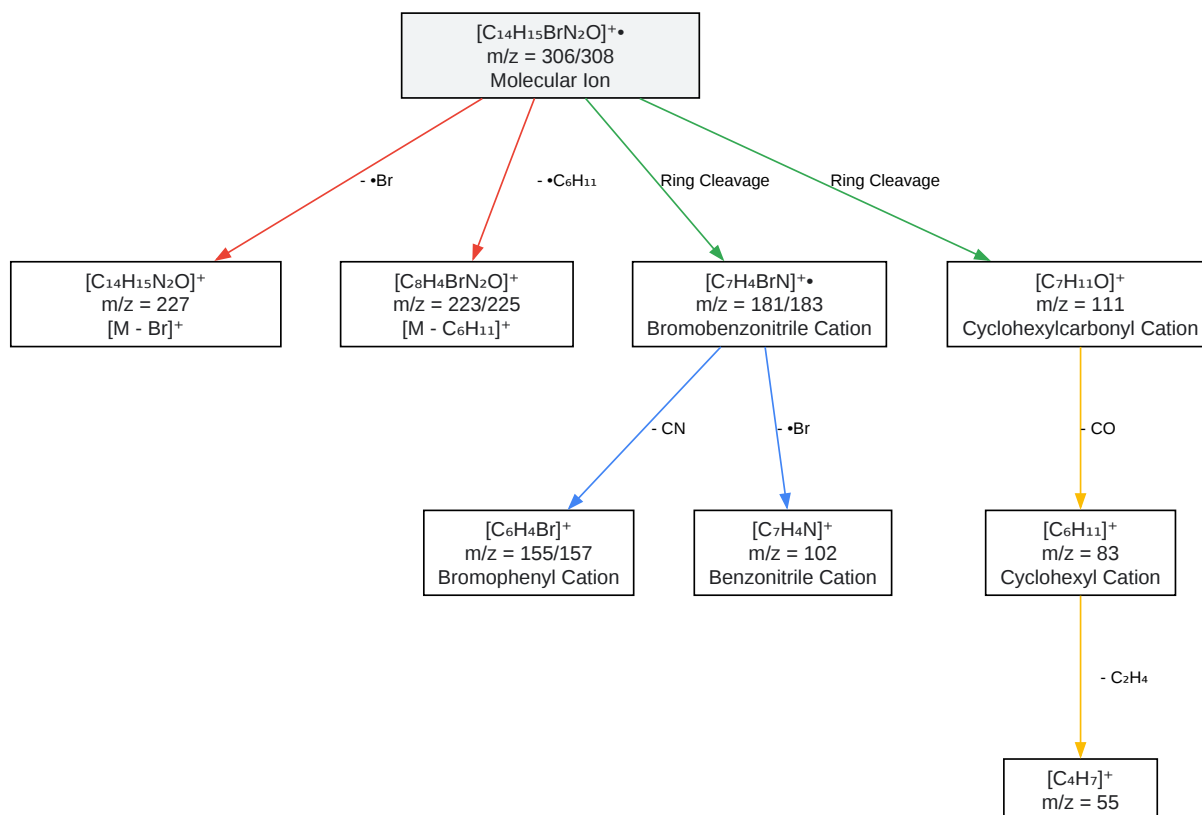 [C₁₄H₁₅BrN₂O]⁺•
m/z = 306/308
Molecular Ion
- •Br
- •C₆H₁₁
Ring Cleavage
Ring Cleavage
[C₁₄H₁₅N₂O]⁺
m/z = 227
[M - Br]⁺
[C₈H₄BrN₂O]⁺
m/z = 223/225
[M - C₆H₁₁]⁺
[C₇H₄BrN]⁺•
m/z = 181/183
Bromobenzonitrile Cation
[C₇H₁₁O]⁺
m/z = 111
Cyclohexylcarbonyl Cation
- CN
- •Br
- CO
[C₆H₄Br]⁺
m/z = 155/157
Bromophenyl Cation
[C₇H₄N]⁺
m/z = 102
Benzonitrile Cation
[C₆H₁₁]⁺
m/z = 83
Cyclohexyl Cation
- C₂H₄
[C₄H₇]⁺
m/z = 55